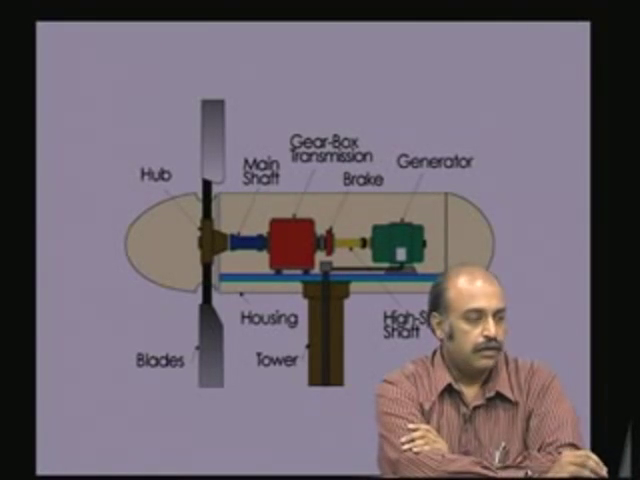 Gear-Box
Transmission
Generator
Hub
Main
Shaft
Brake
Housing
Shaft
Blades
Tower